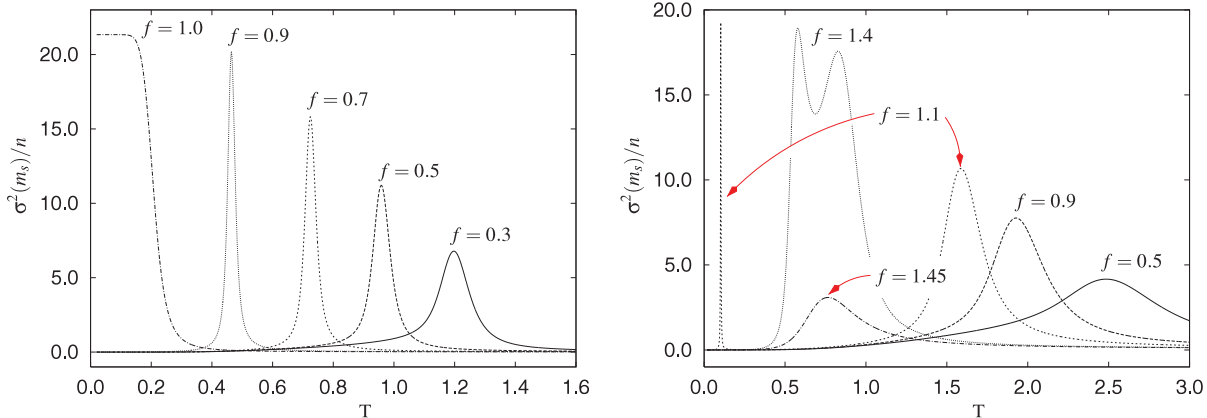 20.0
15.0
10.0
5.0
0.0
σ²(mₛ)/n
f = 1.0
f = 0.9
f = 0.7
f = 0.5
f = 0.3
0.0 0.2 0.4 0.6 0.8 1.0 1.2 1.4 1.6
T
20.0
15.0
10.0
5.0
0.0
σ²(mₛ)/n
f = 1.4
f = 1.1
f = 0.9
f = 0.5
f = 1.45
0.0 0.5 1.0 1.5 2.0 2.5 3.0
T